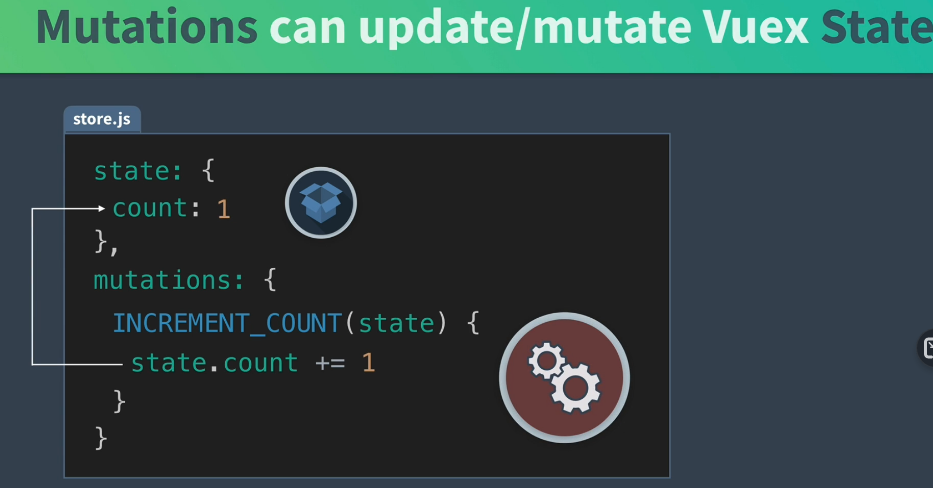 Mutations can update/mutate Vuex State
store.js
state: {
count: 1
},
mutations: {
INCREMENT_COUNT(state) {
state.count += 1
}
}